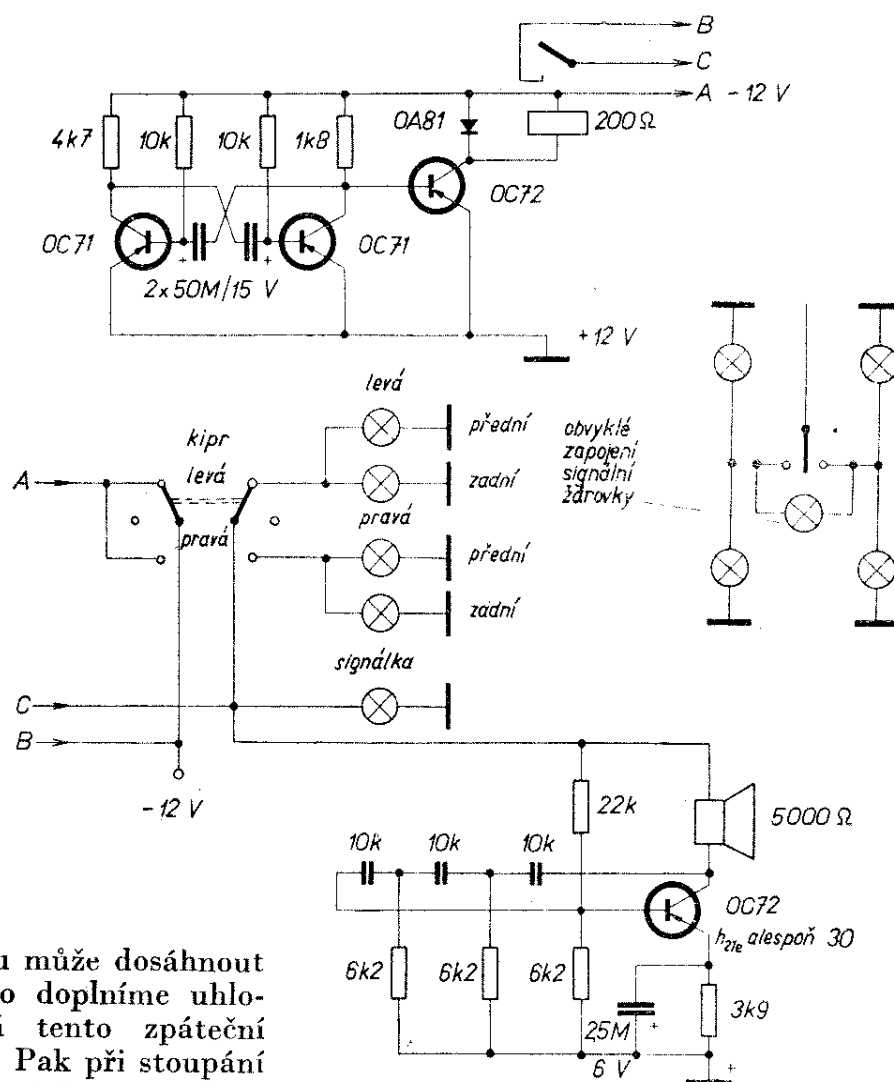 B
C
A - 12 V
4k7
10k
10k
1k8
OA81
200 Ω
OC72
OC71
OC71
2x50M/15 V
+ 12 V
levá
přední
kipr
levá
A
zadní
pravá
pravá
přední
zadní
signálka
C
B
- 12 V
obvyklé
zapojení
signální
žárovky
22k
5000 Ω
10k
10k
10k
OC72
h21e alespoň 30
6k2
6k2
6k2
25M
6 V
3k9
+
u může dosáhnout
o doplníme uhlo-
tento zpáteční
Pak při stoupání